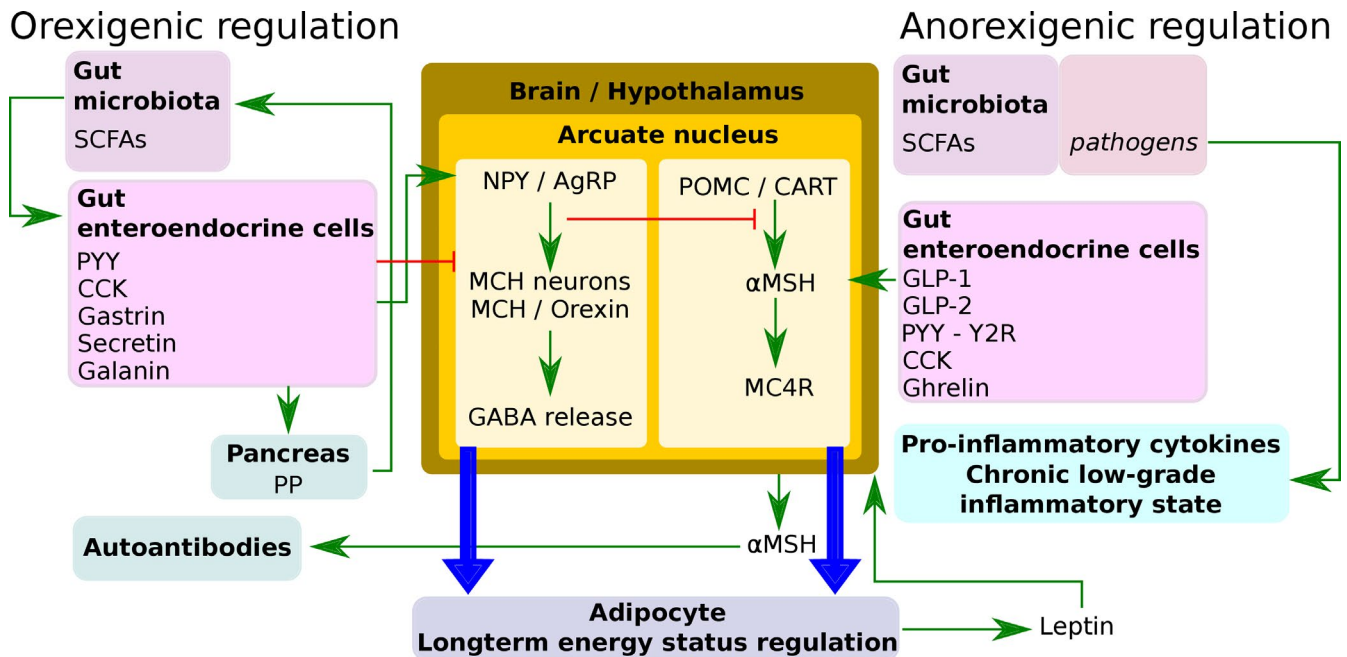 Orexigenic regulation
Gut
microbiota
SCFAs
Gut
enteroendocrine cells
PYY
CCK
Gastrin
Secretin
Galanin
Pancreas
PP
Autoantibodies
Brain / Hypothalamus
Arcuate nucleus
NPY / AgRP
MCH neurons
MCH / Orexin
GABA release
POMC / CART
αMSH
MC4R
αMSH
Adipocyte
Longterm energy status regulation
Leptin
Anorexigenic regulation
Gut
microbiota
SCFAs
pathogens
Gut
enteroendocrine cells
GLP-1
GLP-2
PYY - Y2R
CCK
Ghrelin
Pro-inflammatory cytokines
Chronic low-grade
inflammatory state